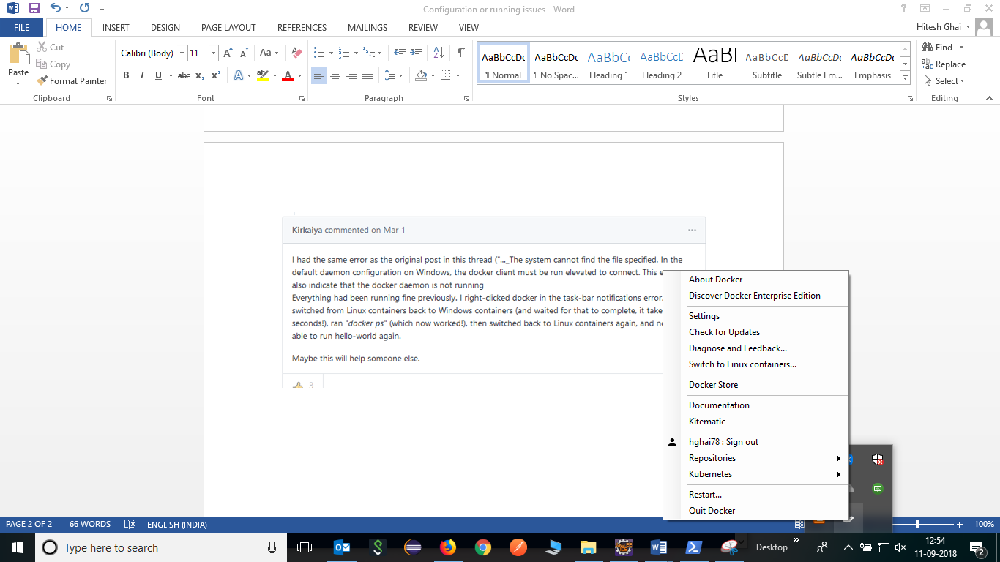 Configuration or running issues - Word
FILE HOME INSERT DESIGN PAGE LAYOUT REFERENCES MAILINGS REVIEW VIEW Hitesh Ghai
Paste
Cut
Copy
Format Painter
Clipboard
Calibri (Body) 11
B I U abc x₂ x²
Font
Paragraph
AaBbCcDc AaBbCcDc AaBbCc AaBbCcD AaBb AaBbCcD AaBbCcDc AaBbCcDc
¶ Normal ¶ No Spac... Heading 1 Heading 2 Title Subtitle Subtle Em... Emphasis
Styles
Find
Replace
Select
Editing
Kirkaiya commented on Mar 1
I had the same error as the original post in this thread ("..._The system cannot find the file specified. In the
default daemon configuration on Windows, the docker client must be run elevated to connect. This e
also indicate that the docker daemon is not running
Everything had been running fine previously. I right-clicked docker in the task-bar notifications error,
switched from Linux containers back to Windows containers (and waited for that to complete, it take
seconds!), ran "docker ps" (which now worked!), then switched back to Linux containers again, and n
able to run hello-world again.
Maybe this will help someone else.
3
About Docker
Discover Docker Enterprise Edition
Settings
Check for Updates
Diagnose and Feedback...
Switch to Linux containers...
Docker Store
Documentation
Kitematic
hghai78 : Sign out
Repositories
Kubernetes
Restart...
Quit Docker
PAGE 2 OF 2 66 WORDS ENGLISH (INDIA) 100%
Type here to search
Desktop
12:54
11-09-2018
2